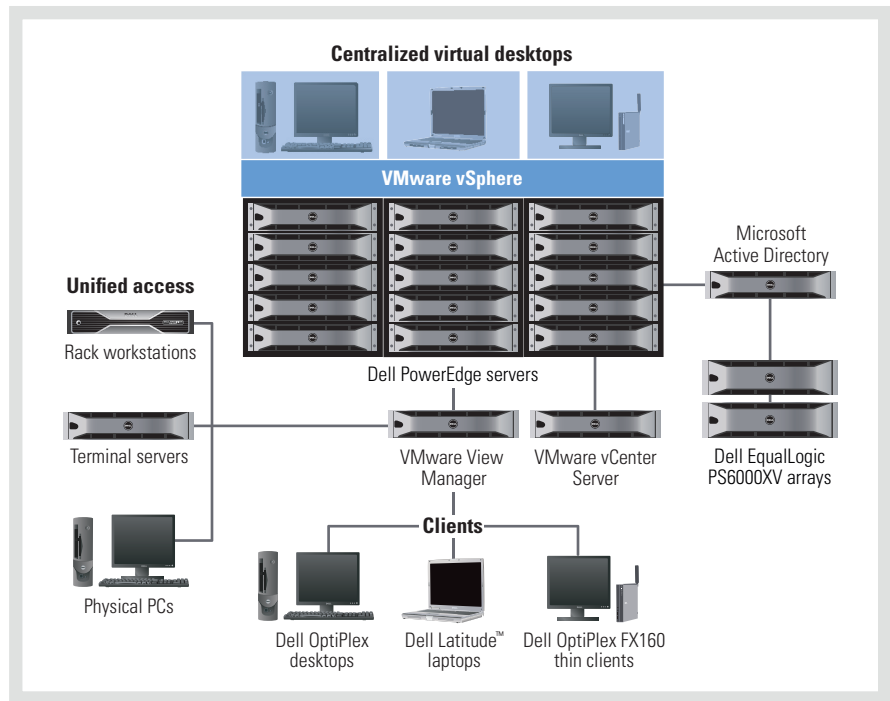 Centralized virtual desktops
VMware vSphere
Microsoft
Active Directory
Unified access
Rack workstations
Dell PowerEdge servers
Terminal servers
VMware View
Manager
VMware vCenter
Server
Dell EqualLogic
PS6000XV arrays
Clients
Physical PCs
Dell OptiPlex
desktops
Dell Latitude™
laptops
Dell OptiPlex FX160
thin clients